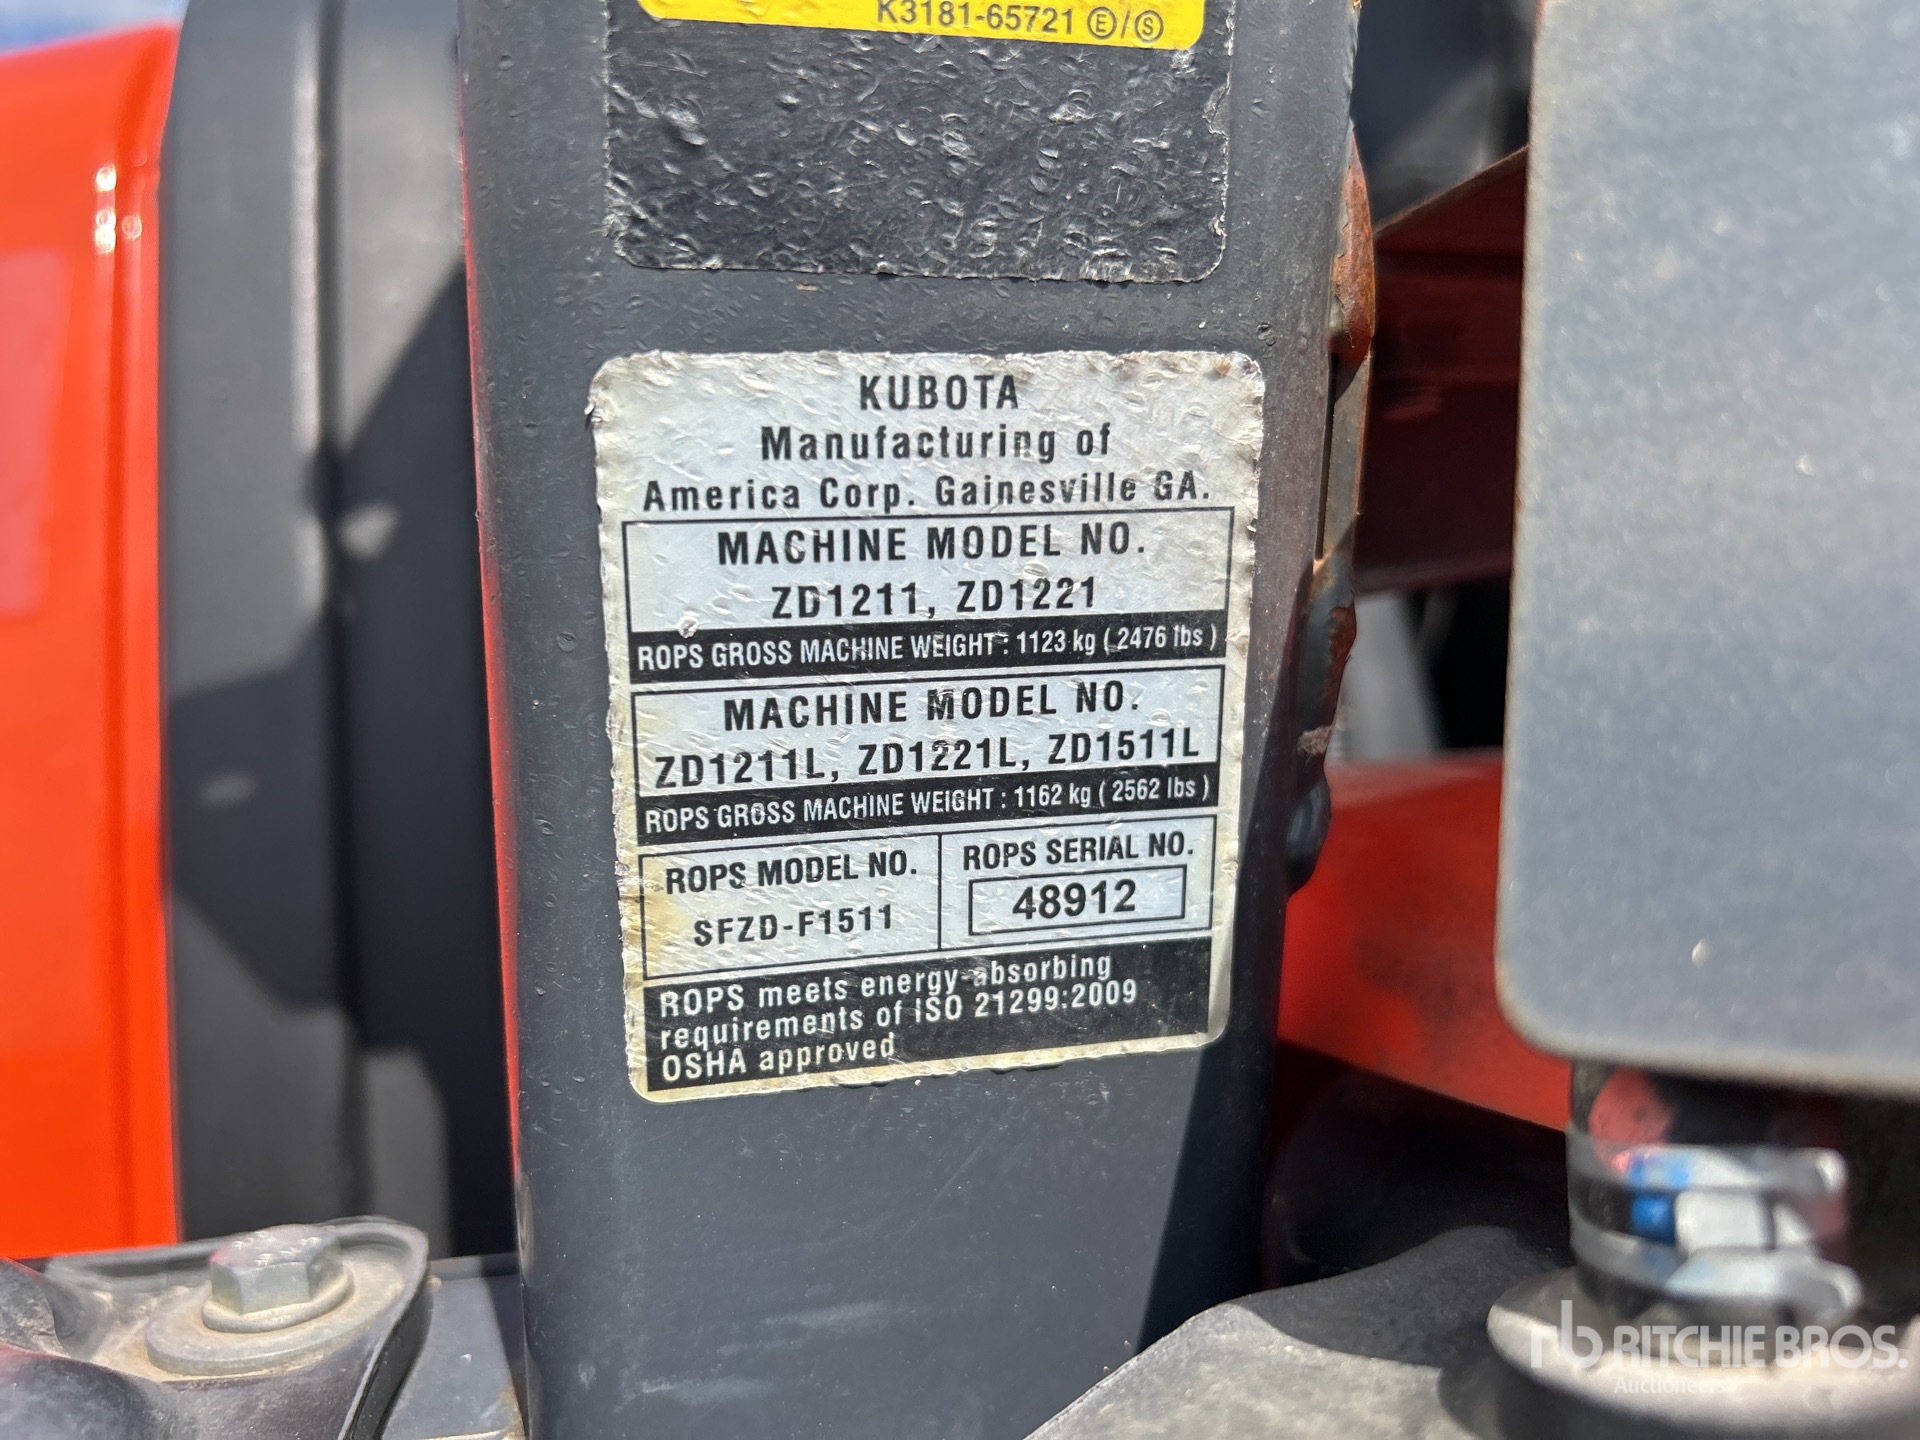 K3181-65721 Ⓔ/Ⓢ
KUBOTA
Manufacturing of
America Corp. Gainesville GA.
MACHINE MODEL NO.
ZD1211, ZD1221
ROPS GROSS MACHINE WEIGHT : 1123 kg ( 2476 lbs )
MACHINE MODEL NO.
ZD1211L, ZD1221L, ZD1511L
ROPS GROSS MACHINE WEIGHT : 1162 kg ( 2562 lbs )
ROPS MODEL NO.
SFZD-F1511
ROPS SERIAL NO.
48912
ROPS meets energy-absorbing
requirements of ISO 21299:2009
OSHA approved
rb RITCHIE BROS.
Auctioneers